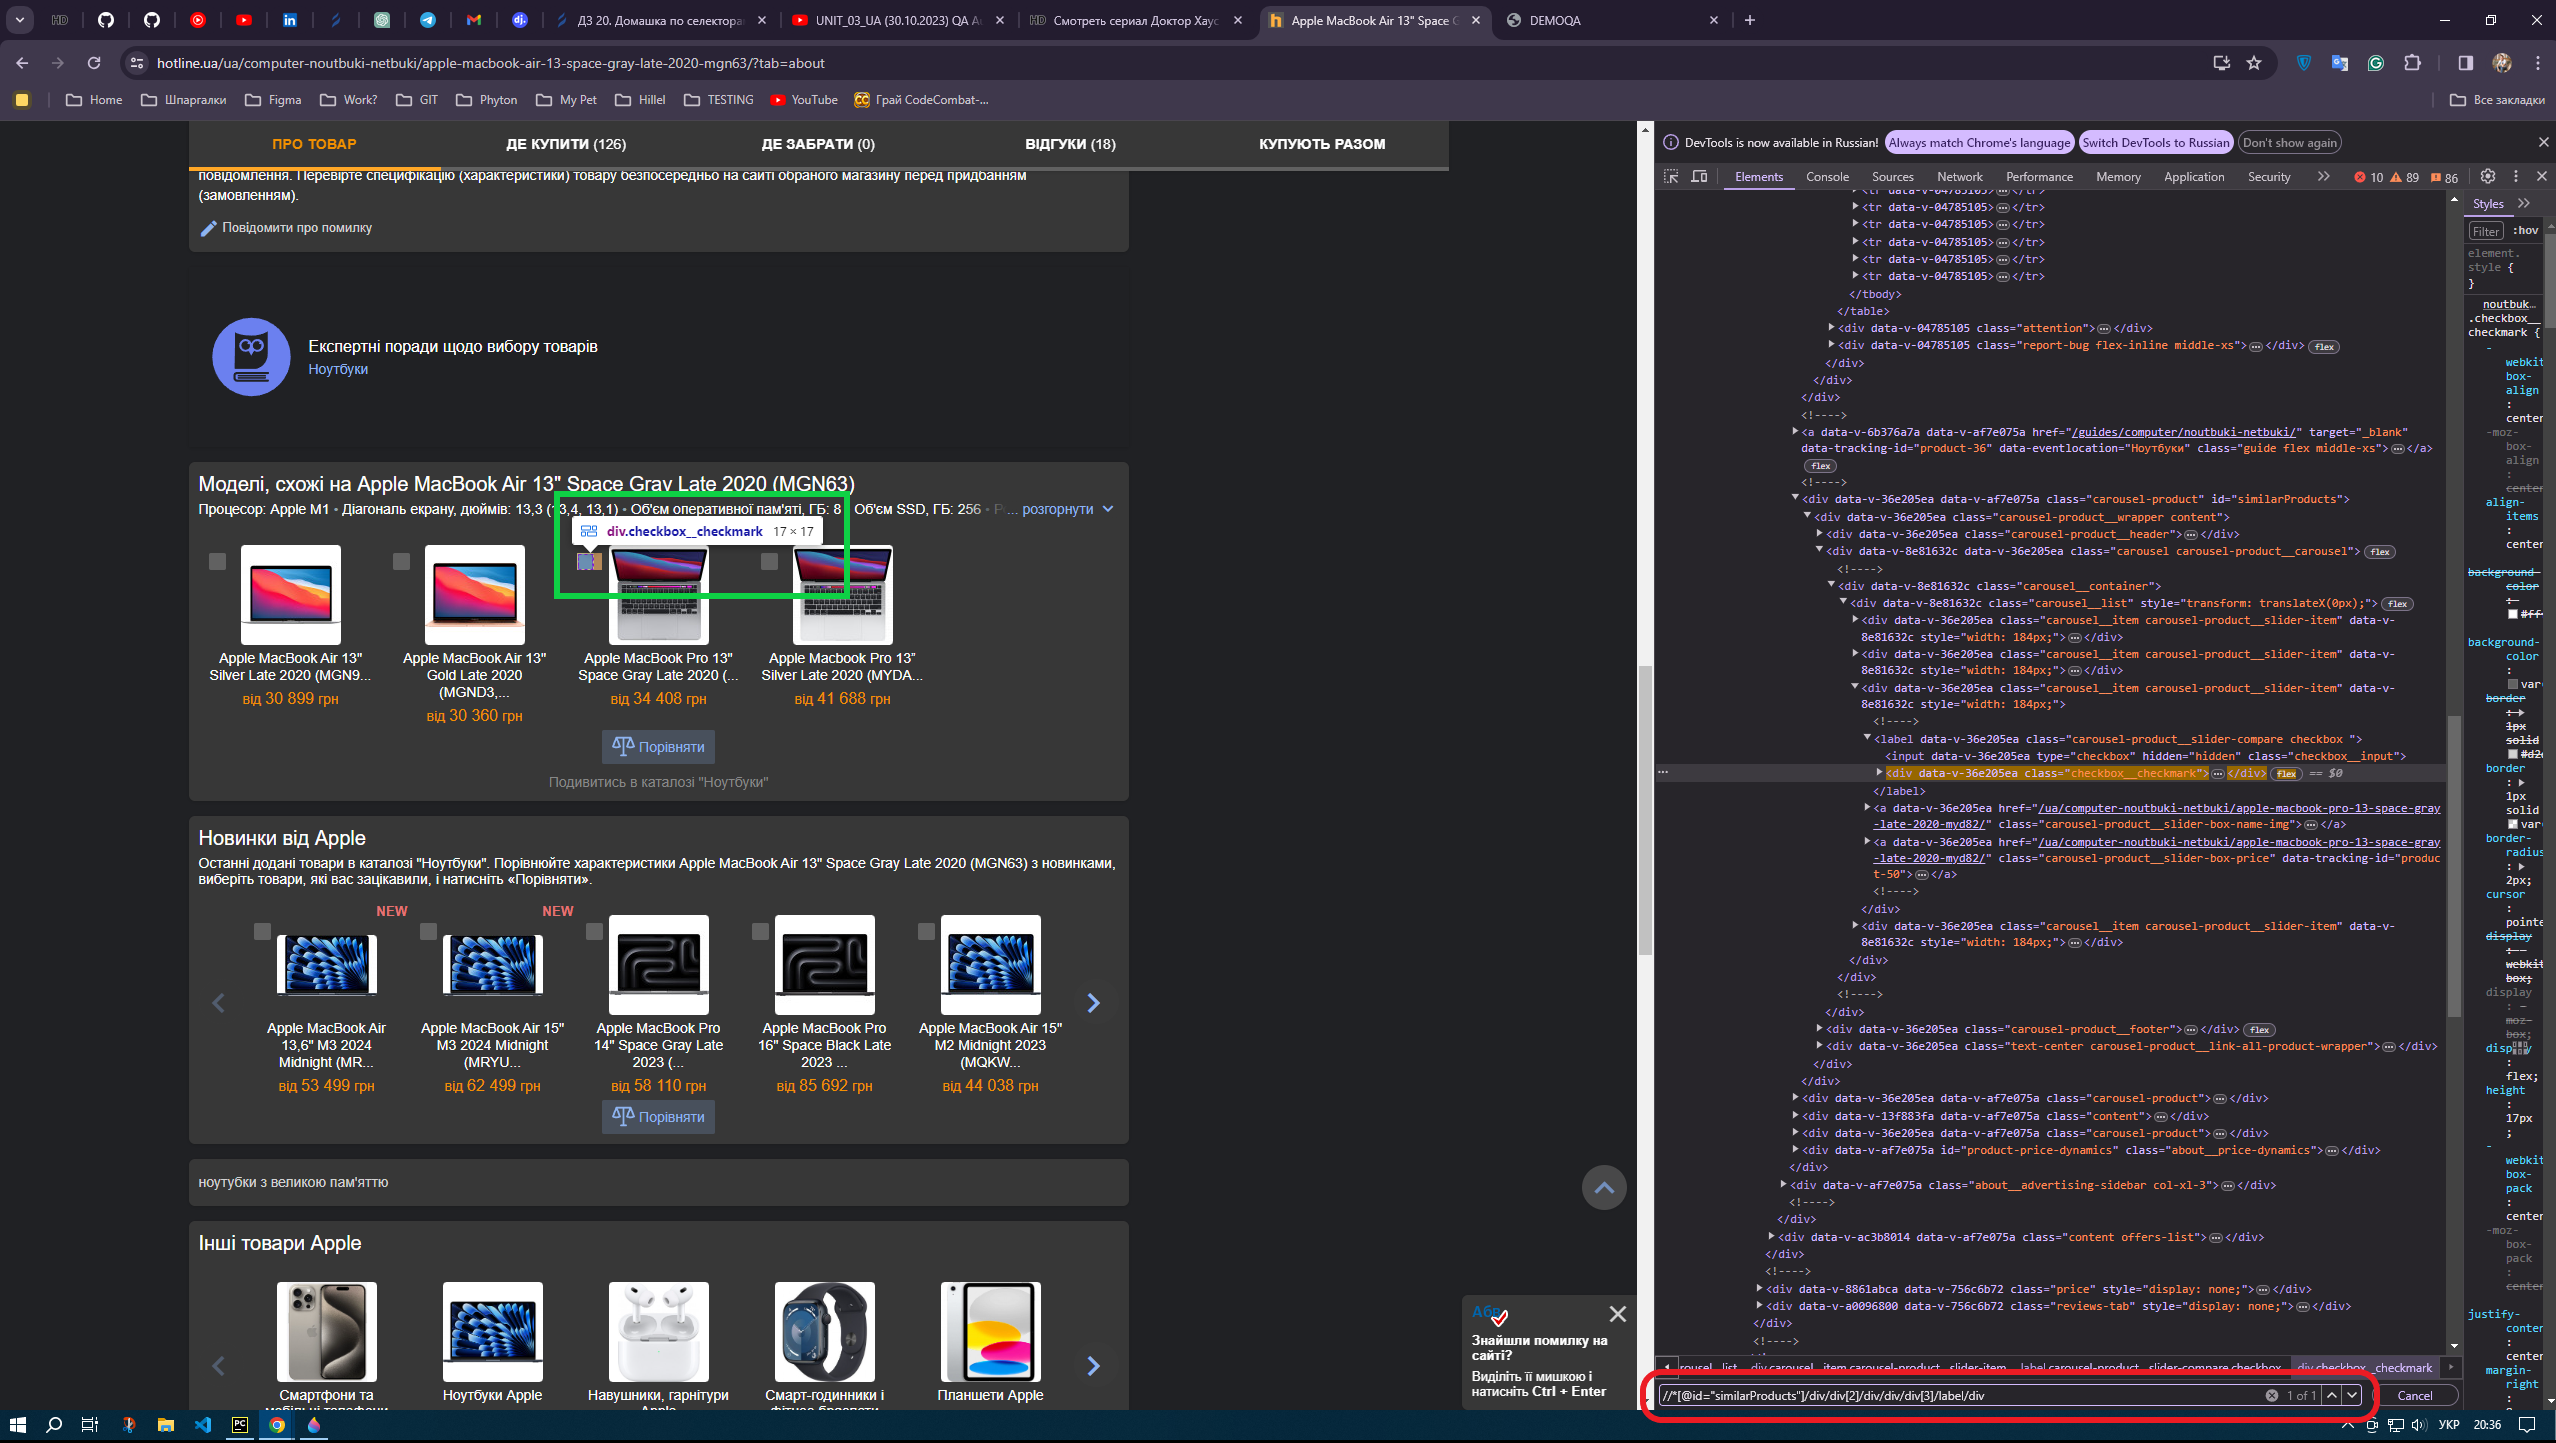 ДЗ 20. Домашка по селектора
UNIT_03_UA (30.10.2023) QA A
Смотреть сериал Доктор Хаус
Apple MacBook Air 13" Space G
DEMOQA
hotline.ua/ua/computer-noutbuki-netbuki/apple-macbook-air-13-space-gray-late-2020-mgn63/?tab=about
Home Шпаргалки Figma Work? GIT Phyton My Pet Hillel TESTING YouTube Грай CodeCombat-... Все закладки
ПРО ТОВАР ДЕ КУПИТИ (126) ДЕ ЗАБРАТИ (0) ВІДГУКИ (18) КУПУЮТЬ РАЗОМ
повідомлення. Перевірте специфікацію (характеристики) товару безпосередньо на сайті обраного магазину перед придбанням
(замовленням).
Повідомити про помилку
Експертні поради щодо вибору товарів
Ноутбуки
Моделі, схожі на Apple MacBook Air 13" Space Gray Late 2020 (MGN63)
Процесор: Apple M1 • Діагональ екрану, дюймів: 13,3 (13,4, 13,1) • Об'єм оперативної пам'яті, ГБ: 8 Об'єм SSD, ГБ: 256 • ... розгорнути
div.checkbox__checkmark 17 × 17
Apple MacBook Air 13"
Silver Late 2020 (MGN9...
від 30 899 грн
Apple MacBook Air 13"
Gold Late 2020
(MGND3,...
від 30 360 грн
Apple MacBook Pro 13"
Space Gray Late 2020 (...
від 34 408 грн
Apple Macbook Pro 13”
Silver Late 2020 (MYDA...
від 41 688 грн
Порівняти
Подивитись в каталозі "Ноутбуки"
Новинки від Apple
Останні додані товари в каталозі "Ноутбуки". Порівнюйте характеристики Apple MacBook Air 13" Space Gray Late 2020 (MGN63) з новинками,
виберіть товари, які вас зацікавили, і натисніть «Порівняти».
NEW NEW
Apple MacBook Air
13,6" M3 2024
Midnight (MR...
від 53 499 грн
Apple MacBook Air 15"
M3 2024 Midnight
(MRYU...
від 62 499 грн
Apple MacBook Pro
14" Space Gray Late
2023 (...
від 58 110 грн
Apple MacBook Pro
16" Space Black Late
2023 ...
від 85 692 грн
Apple MacBook Air 15"
M2 Midnight 2023
(MQKW...
від 44 038 грн
Порівняти
ноутубки з великою пам'яттю
Інші товари Apple
Смартфони та
мобільні телефони
Ноутбуки Apple
Навушники, гарнітури
Apple
Смарт-годинники і
фітнес браслети
Планшети Apple
Абв
Знайшли помилку на
сайті?
Виділіть її мишкою і
натисніть Ctrl + Enter
DevTools is now available in Russian! Always match Chrome's language Switch DevTools to Russian Don't show again
Elements Console Sources Network Performance Memory Application Security 10 89 86
<tr data-v-04785105>…</tr>
<tr data-v-04785105>…</tr>
<tr data-v-04785105>…</tr>
<tr data-v-04785105>…</tr>
<tr data-v-04785105>…</tr>
<tr data-v-04785105>…</tr>
</tbody>
</table>
<div data-v-04785105 class="attention">…</div>
<div data-v-04785105 class="report-bug flex-inline middle-xs">…</div> flex
</div>
</div>
</div>
<!---->
<a data-v-6b376a7a data-v-af7e075a href="/guides/computer/noutbuki-netbuki/" target="_blank"
data-tracking-id="product-36" data-eventlocation="Ноутбуки" class="guide flex middle-xs">…</a>
flex
<!---->
<div data-v-36e205ea data-v-af7e075a class="carousel-product" id="similarProducts">
<div data-v-36e205ea class="carousel-product__wrapper content">
<div data-v-36e205ea class="carousel-product__header">…</div>
<div data-v-8e81632c data-v-36e205ea class="carousel carousel-product__carousel"> flex
<!---->
<div data-v-8e81632c class="carousel__container">
<div data-v-8e81632c class="carousel__list" style="transform: translateX(0px);"> flex
<div data-v-36e205ea class="carousel__item carousel-product__slider-item" data-v-
8e81632c style="width: 184px;">…</div>
<div data-v-36e205ea class="carousel__item carousel-product__slider-item" data-v-
8e81632c style="width: 184px;">…</div>
<div data-v-36e205ea class="carousel__item carousel-product__slider-item" data-v-
8e81632c style="width: 184px;">
<!---->
<label data-v-36e205ea class="carousel-product__slider-compare checkbox ">
<input data-v-36e205ea type="checkbox" hidden="hidden" class="checkbox__input">
<div data-v-36e205ea class="checkbox__checkmark">…</div> flex == $0
</label>
<a data-v-36e205ea href="/ua/computer-noutbuki-netbuki/apple-macbook-pro-13-space-gray
-late-2020-myd82/" class="carousel-product__slider-box-name-img">…</a>
<a data-v-36e205ea href="/ua/computer-noutbuki-netbuki/apple-macbook-pro-13-space-gray
-late-2020-myd82/" class="carousel-product__slider-box-price" data-tracking-id="produc
t-50">…</a>
<!---->
</div>
<div data-v-36e205ea class="carousel__item carousel-product__slider-item" data-v-
8e81632c style="width: 184px;">…</div>
</div>
</div>
<!---->
</div>
<div data-v-36e205ea class="carousel-product__footer">…</div> flex
<div data-v-36e205ea class="text-center carousel-product__link-all-product-wrapper">…</div>
</div>
</div>
<div data-v-36e205ea data-v-af7e075a class="carousel-product">…</div>
<div data-v-13f883fa data-v-af7e075a class="content">…</div>
<div data-v-36e205ea data-v-af7e075a class="carousel-product">…</div>
<div data-v-af7e075a id="product-price-dynamics" class="about__price-dynamics">…</div>
</div>
<div data-v-af7e075a class="about__advertising-sidebar col-xl-3">…</div>
<!---->
</div>
<div data-v-ac3b8014 data-v-af7e075a class="content offers-list">…</div>
</div>
<!---->
<div data-v-8861abca data-v-756c6b72 class="price" style="display: none;">…</div>
<div data-v-a0096800 data-v-756c6b72 class="reviews-tab" style="display: none;">…</div>
</div>
<!---->
rousel__list div.carousel__item.carousel-product__slider-item label.carousel-product__slider-compare.checkbox div.checkbox__checkmark
//*[@id="similarProducts"]/div/div[2]/div/div/div[3]/label/div 1 of 1 Cancel
Styles
Filter :hov
element.
style {
}
noutbuk…
.checkbox__
checkmark {
-
webkit
box-
align
:
center
-moz-
box-
align
:
center
align-
items
:
center
background-
color
:
#ff
background-
color
:
var
border
:
1px
solid
#d2
border
:
1px
solid
var
border-
radius
:
2px;
cursor
:
pointe
display
:
-
webkit
box;
display
:
-
moz-
box;
display
:
flex;
height
:
17px
;
-
webkit
box-
pack
:
center
-moz-
box-
pack
:
center
justify-
content
:
center
margin-
right
:
УКР 20:36